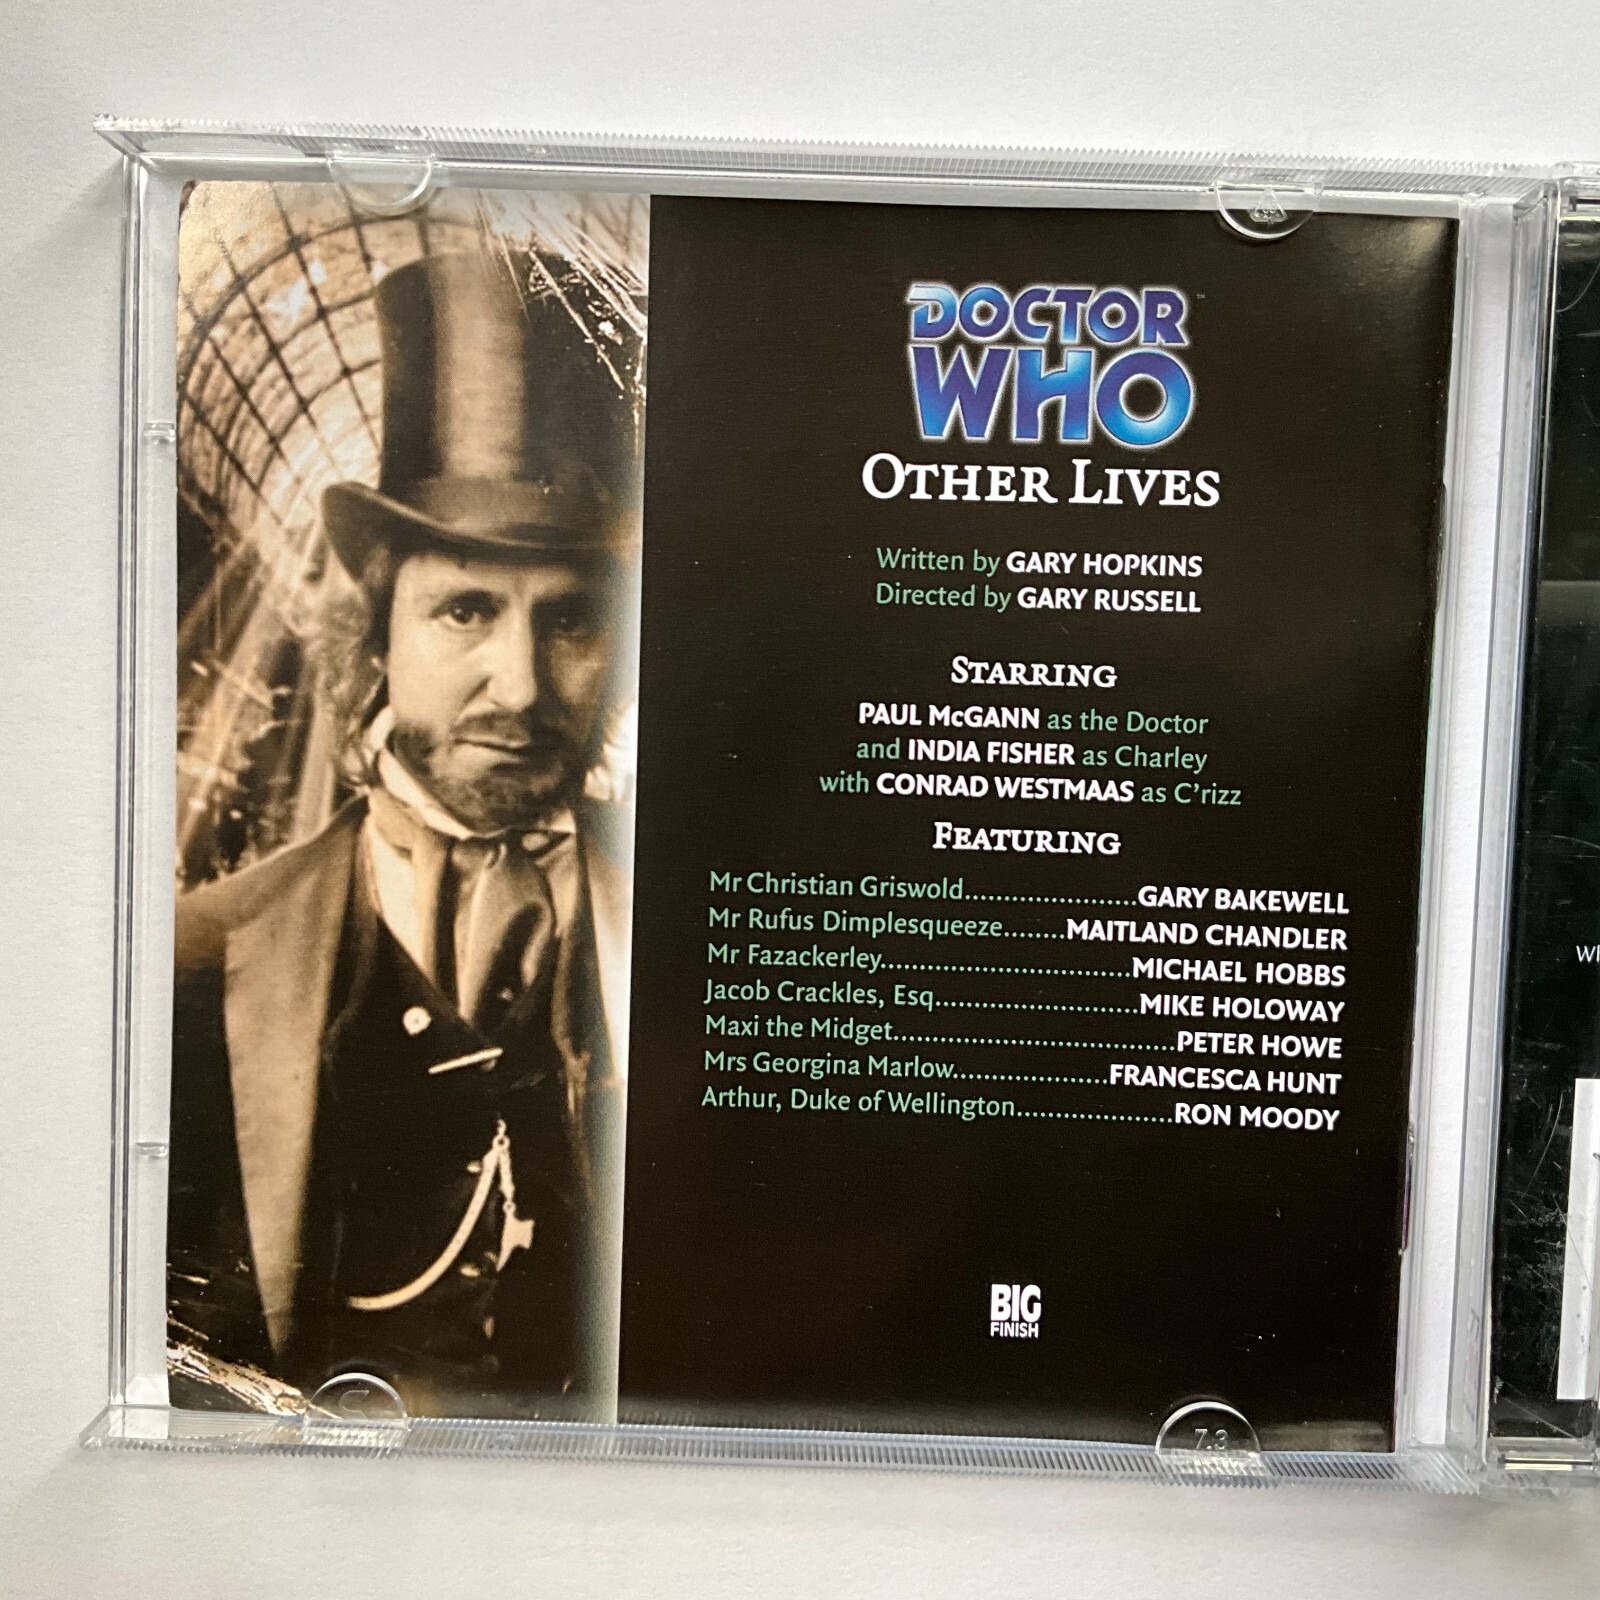 DOCTOR
WHO
OTHER LIVES
Written by GARY HOPKINS
Directed by GARY RUSSELL
STARRING
PAUL McGANN as the Doctor
and INDIA FISHER as Charley
with CONRAD WESTMAAS as C'rizz
FEATURING
Mr Christian Griswold......................GARY BAKEWELL
Mr Rufus Dimplesqueeze........MAITLAND CHANDLER
Mr Fazackerley................................MICHAEL HOBBS
Jacob Crackles, Esq..........................MIKE HOLOWAY
Maxi the Midget....................................PETER HOWE
Mrs Georgina Marlow....................FRANCESCA HUNT
Arthur, Duke of Wellington....................RON MOODY
BIG
FINISH
7.3